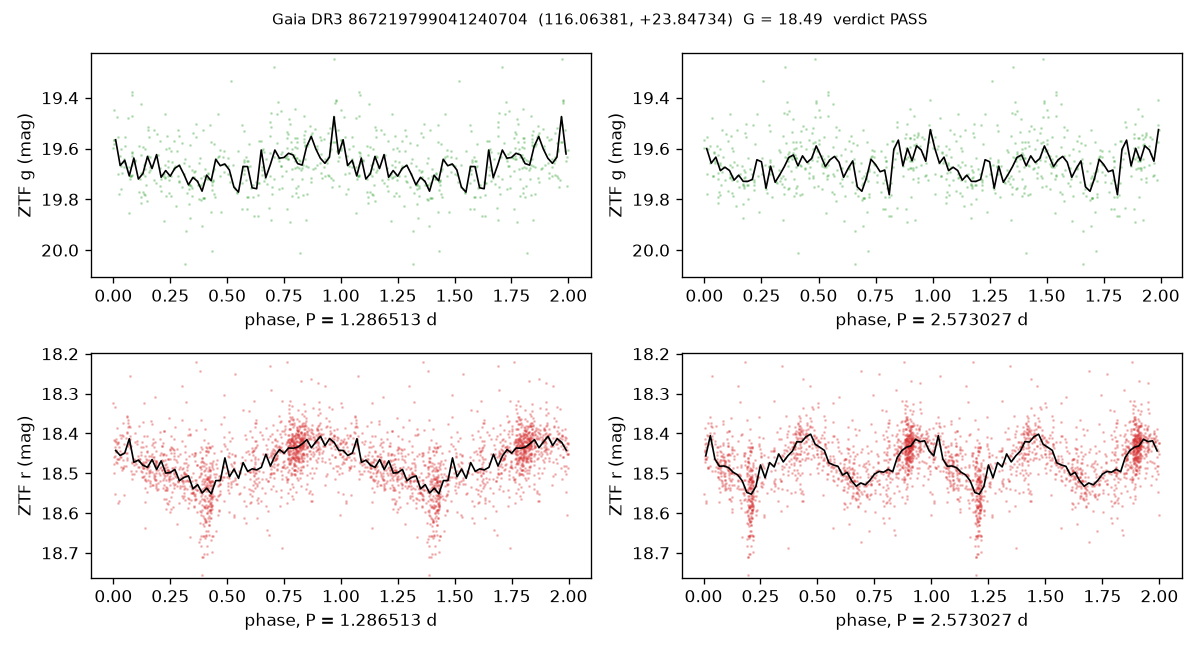 Gaia DR3 867219799041240704 (116.06381, +23.84734) G = 18.49 verdict PASS
ZTF g (mag)
19.4
19.6
19.8
20.0
0.00 0.25 0.50 0.75 1.00 1.25 1.50 1.75 2.00
phase, P = 1.286513 d
ZTF g (mag)
19.4
19.6
19.8
20.0
0.00 0.25 0.50 0.75 1.00 1.25 1.50 1.75 2.00
phase, P = 2.573027 d
ZTF r (mag)
18.2
18.3
18.4
18.5
18.6
18.7
0.00 0.25 0.50 0.75 1.00 1.25 1.50 1.75 2.00
phase, P = 1.286513 d
ZTF r (mag)
18.2
18.3
18.4
18.5
18.6
18.7
0.00 0.25 0.50 0.75 1.00 1.25 1.50 1.75 2.00
phase, P = 2.573027 d